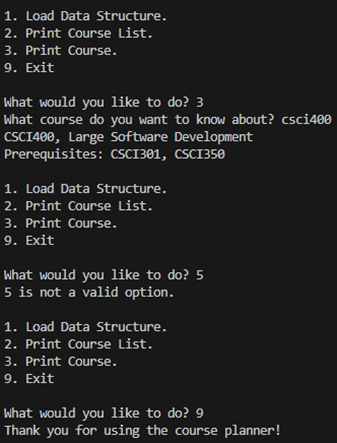 1. Load Data Structure.
2. Print Course List.
3. Print Course.
9. Exit
What would you like to do? 3
What course do you want to know about? csci400
CSCI400, Large Software Development
Prerequisites: CSCI301, CSCI350
1. Load Data Structure.
2. Print Course List.
3. Print Course.
9. Exit
What would you like to do? 5
5 is not a valid option.
1. Load Data Structure.
2. Print Course List.
3. Print Course.
9. Exit
What would you like to do? 9
Thank you for using the course planner!